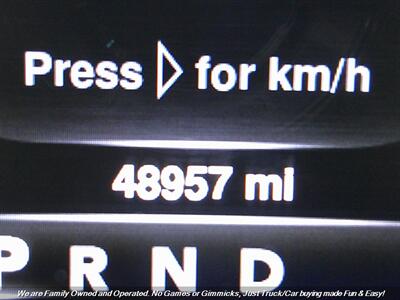 Press ▷ for km/h
48957 mi
P R N D
We are Family Owned and Operated. No Games or Gimmicks, Just Truck/Car buying made Fun & Easy!